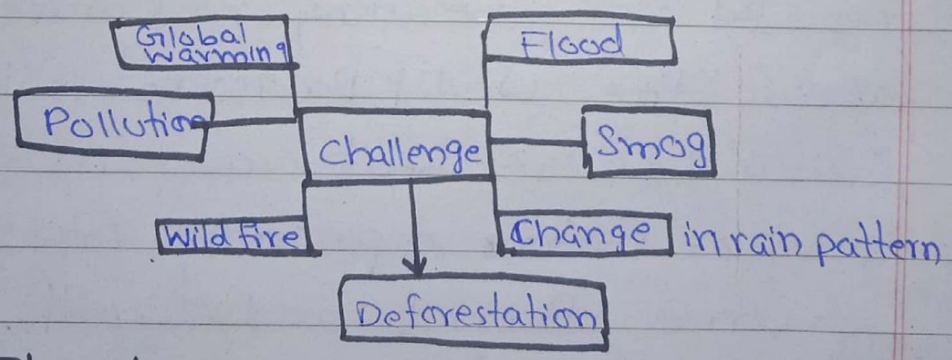 Global
warming
Flood
Pollution
Challenge
Smog
Wild fire
Change in rain pattern
Deforestation